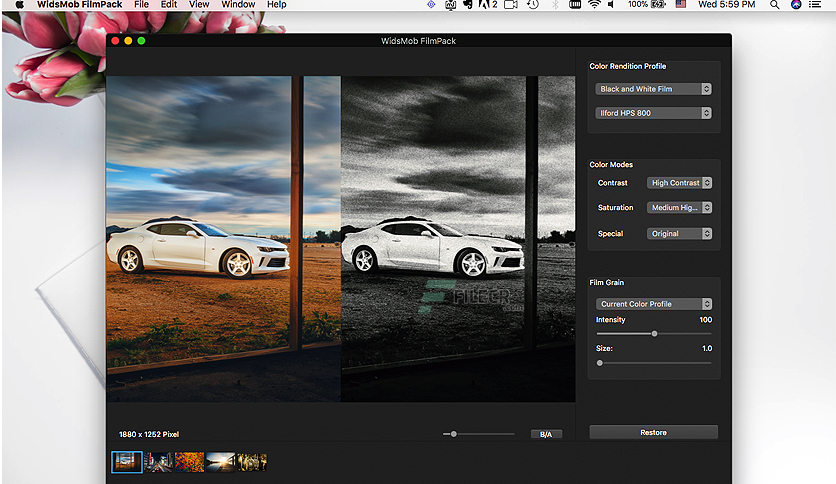 WidsMob FilmPack File Edit View Window Help 2 100% Wed 5:59 PM
WidsMob FilmPack
Color Rendition Profile
Black and White Film
Ilford HPS 800
Color Modes
Contrast High Contrast
Saturation Medium Hig...
Special Original
FILECR
.com
Film Grain
Current Color Profile
Intensity 100
Size: 1.0
1880 x 1252 Pixel
B/A
Restore